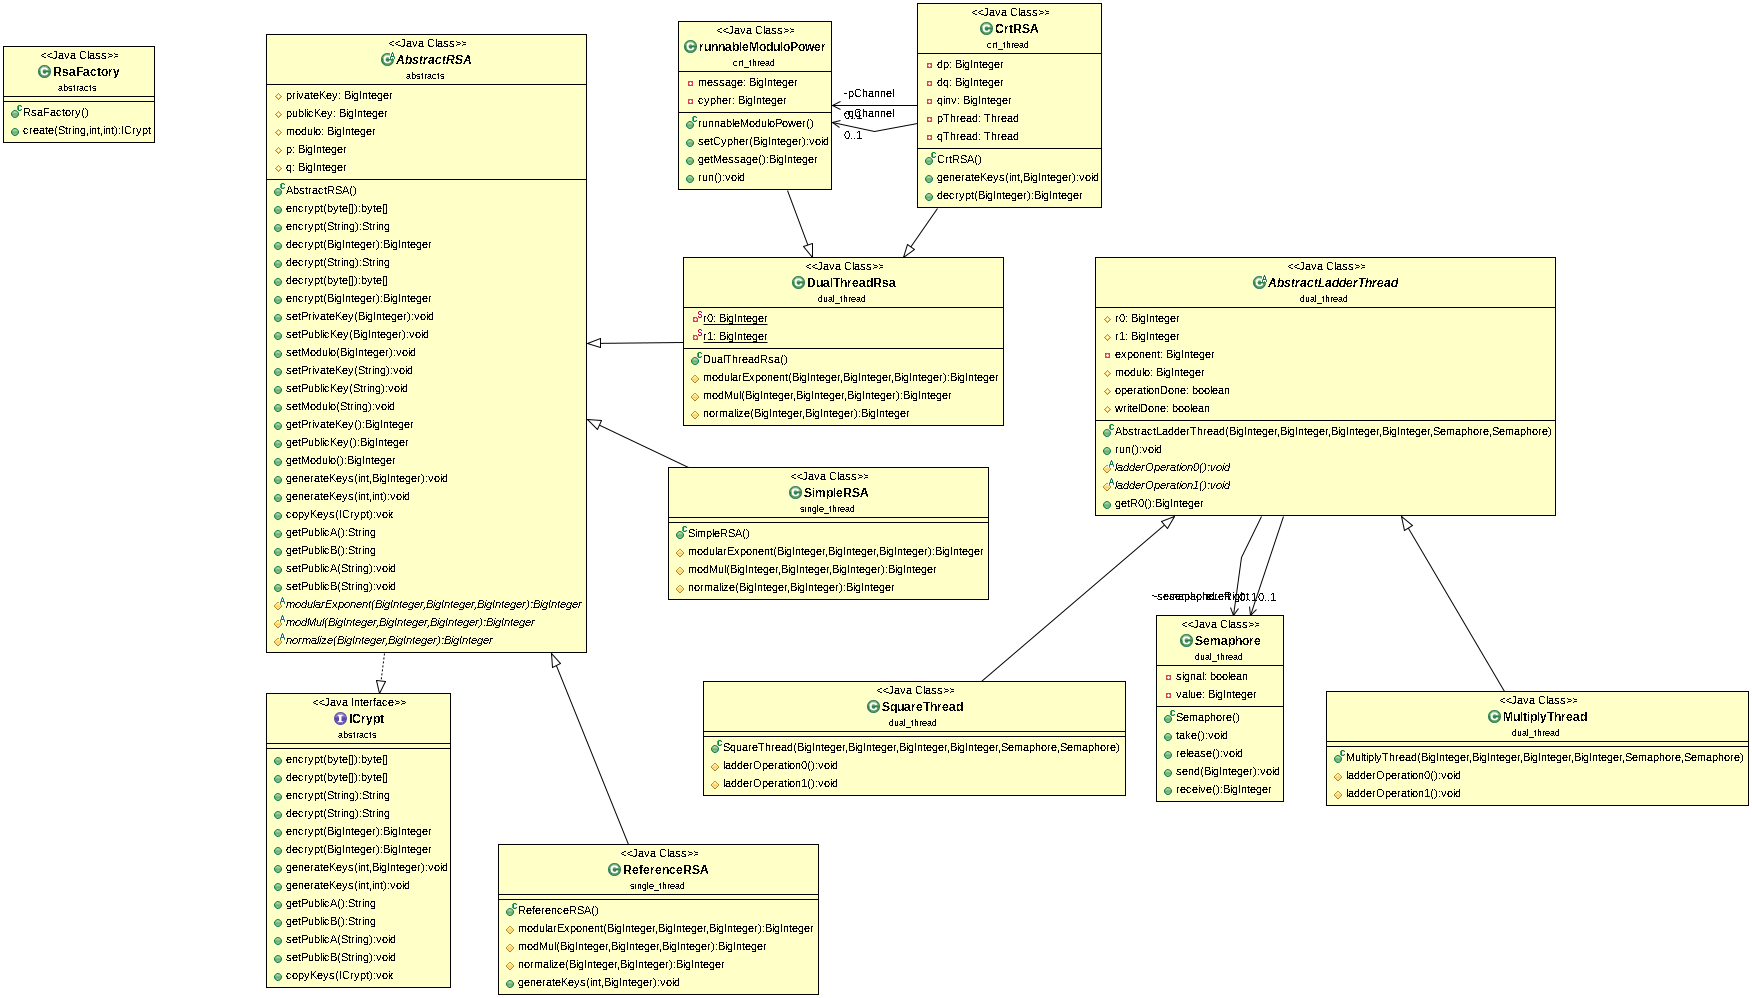 <<Java Class>>
RsaFactory
abstracts
RsaFactory()
create(String,int,int):ICrypt
<<Java Class>>
AbstractRSA
abstracts
privateKey: BigInteger
publicKey: BigInteger
modulo: BigInteger
p: BigInteger
q: BigInteger
AbstractRSA()
encrypt(byte[]):byte[]
encrypt(String):String
decrypt(BigInteger):BigInteger
decrypt(String):String
decrypt(byte[]):byte[]
encrypt(BigInteger):BigInteger
setPrivateKey(BigInteger):void
setPublicKey(BigInteger):void
setModulo(BigInteger):void
setPrivateKey(String):void
setPublicKey(String):void
setModulo(String):void
getPrivateKey():BigInteger
getPublicKey():BigInteger
getModulo():BigInteger
generateKeys(int,BigInteger):void
generateKeys(int,int):void
copyKeys(ICrypt):void
getPublicA():String
getPublicB():String
setPublicA(String):void
setPublicB(String):void
modularExponent(BigInteger,BigInteger,BigInteger):BigInteger
modMul(BigInteger,BigInteger,BigInteger):BigInteger
normalize(BigInteger,BigInteger):BigInteger
<<Java Interface>>
ICrypt
abstracts
encrypt(byte[]):byte[]
decrypt(byte[]):byte[]
encrypt(String):String
decrypt(String):String
encrypt(BigInteger):BigInteger
decrypt(BigInteger):BigInteger
generateKeys(int,BigInteger):void
generateKeys(int,int):void
getPublicA():String
getPublicB():String
setPublicA(String):void
setPublicB(String):void
copyKeys(ICrypt):void
<<Java Class>>
runnableModuloPower
crt_thread
message: BigInteger
cypher: BigInteger
runnableModuloPower()
setCypher(BigInteger):void
getMessage():BigInteger
run():void
~pChannel
0..1
<<Java Class>>
CrtRSA
crt_thread
dp: BigInteger
dq: BigInteger
qinv: BigInteger
pThread: Thread
qThread: Thread
CrtRSA()
generateKeys(int,BigInteger):void
decrypt(BigInteger):BigInteger
<<Java Class>>
DualThreadRsa
dual_thread
r0: BigInteger
r1: BigInteger
DualThreadRsa()
modularExponent(BigInteger,BigInteger,BigInteger):BigInteger
modMul(BigInteger,BigInteger,BigInteger):BigInteger
normalize(BigInteger,BigInteger):BigInteger
<<Java Class>>
SimpleRSA
single_thread
SimpleRSA()
modularExponent(BigInteger,BigInteger,BigInteger):BigInteger
modMul(BigInteger,BigInteger,BigInteger):BigInteger
normalize(BigInteger,BigInteger):BigInteger
<<Java Class>>
ReferenceRSA
single_thread
ReferenceRSA()
modularExponent(BigInteger,BigInteger,BigInteger):BigInteger
modMul(BigInteger,BigInteger,BigInteger):BigInteger
normalize(BigInteger,BigInteger):BigInteger
generateKeys(int,BigInteger):void
<<Java Class>>
AbstractLadderThread
dual_thread
r0: BigInteger
r1: BigInteger
exponent: BigInteger
modulo: BigInteger
operationDone: boolean
writeIDone: boolean
AbstractLadderThread(BigInteger,BigInteger,BigInteger,BigInteger,Semaphore,Semaphore)
run():void
ladderOperation0():void
ladderOperation1():void
getR0():BigInteger
0..1
<<Java Class>>
Semaphore
dual_thread
signal: boolean
value: BigInteger
Semaphore()
take():void
release():void
send(BigInteger):void
receive():BigInteger
<<Java Class>>
SquareThread
dual_thread
SquareThread(BigInteger,BigInteger,BigInteger,BigInteger,Semaphore,Semaphore)
ladderOperation0():void
ladderOperation1():void
<<Java Class>>
MultiplyThread
dual_thread
MultiplyThread(BigInteger,BigInteger,BigInteger,BigInteger,Semaphore,Semaphore)
ladderOperation0():void
ladderOperation1():void